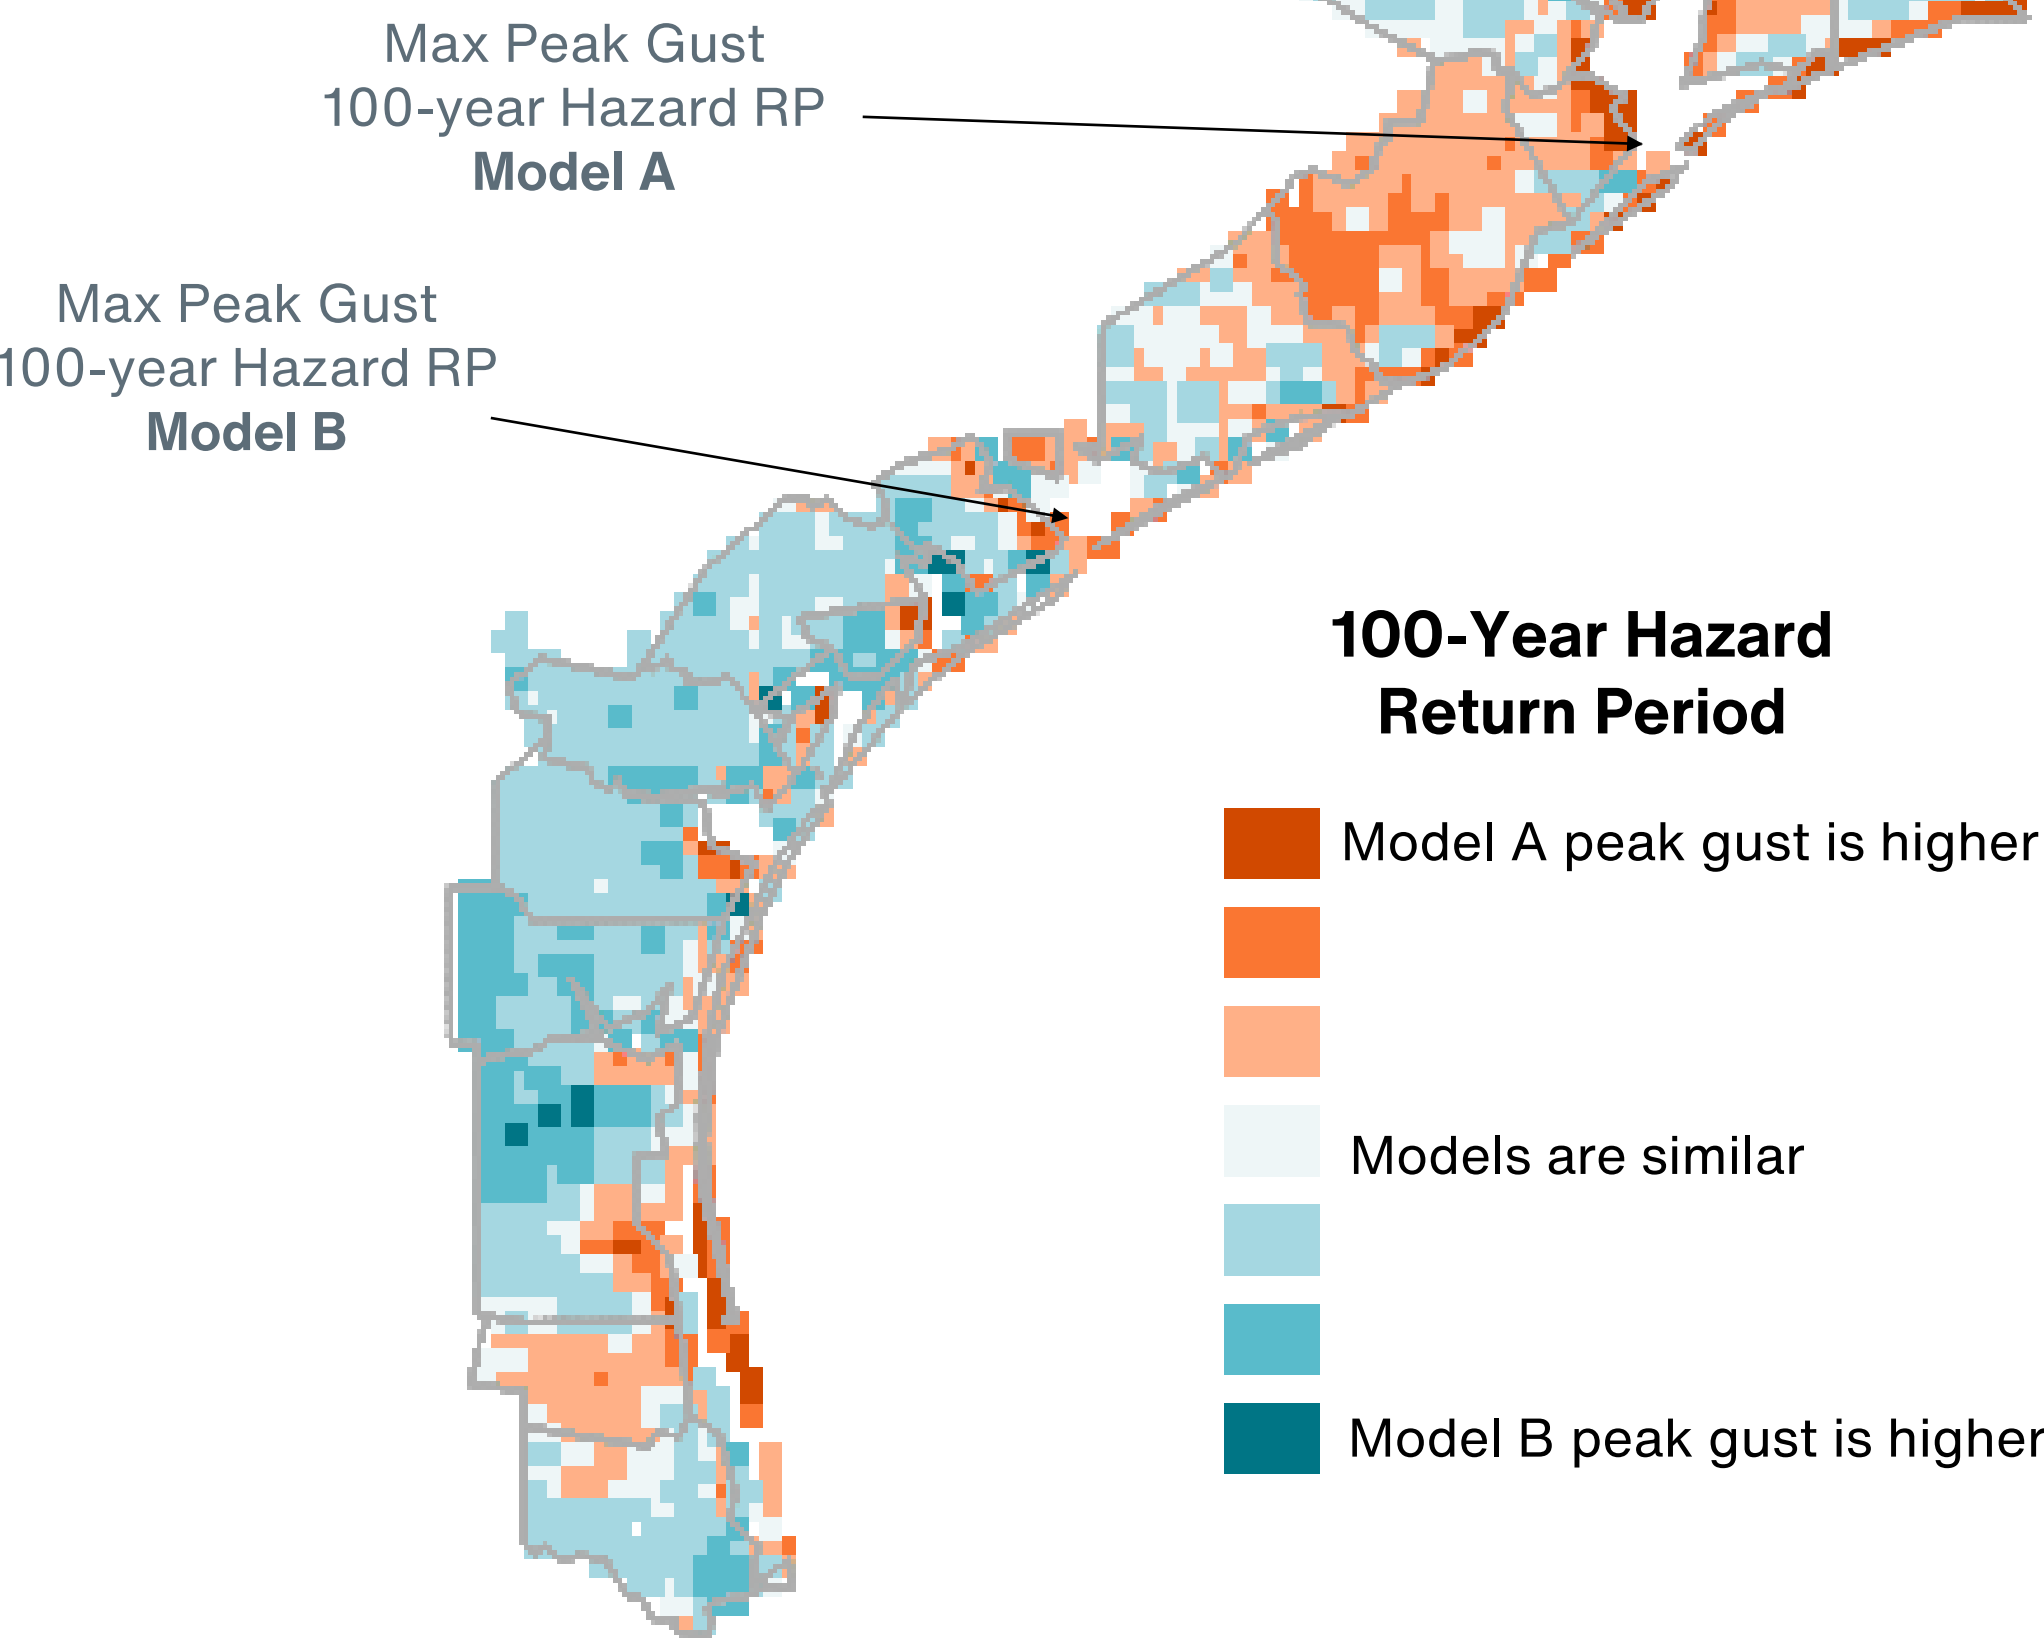 Max Peak Gust
100-year Hazard RP
Model A
Max Peak Gust
100-year Hazard RP
Model B
100-Year Hazard
Return Period
Model A peak gust is higher
Models are similar
Model B peak gust is higher